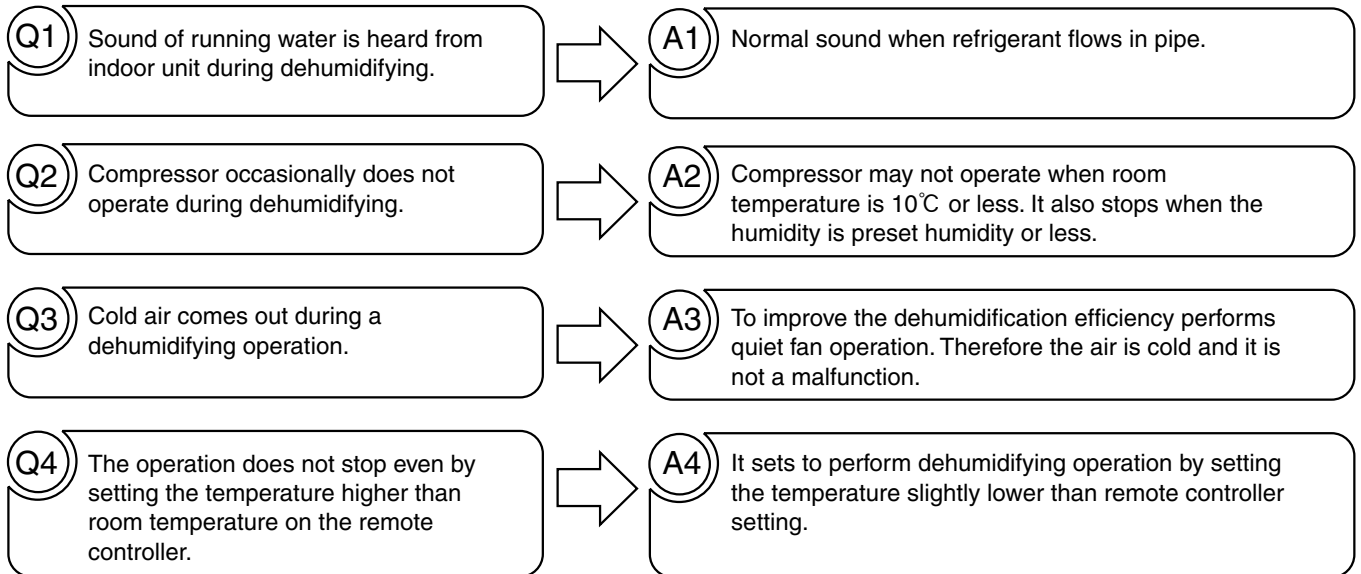 Q1
Sound of running water is heard from
indoor unit during dehumidifying.
A1
Normal sound when refrigerant flows in pipe.
Q2
Compressor occasionally does not
operate during dehumidifying.
A2
Compressor may not operate when room
temperature is 10℃ or less. It also stops when the
humidity is preset humidity or less.
Q3
Cold air comes out during a
dehumidifying operation.
A3
To improve the dehumidification efficiency performs
quiet fan operation. Therefore the air is cold and it is
not a malfunction.
Q4
The operation does not stop even by
setting the temperature higher than
room temperature on the remote
controller.
A4
It sets to perform dehumidifying operation by setting
the temperature slightly lower than remote controller
setting.